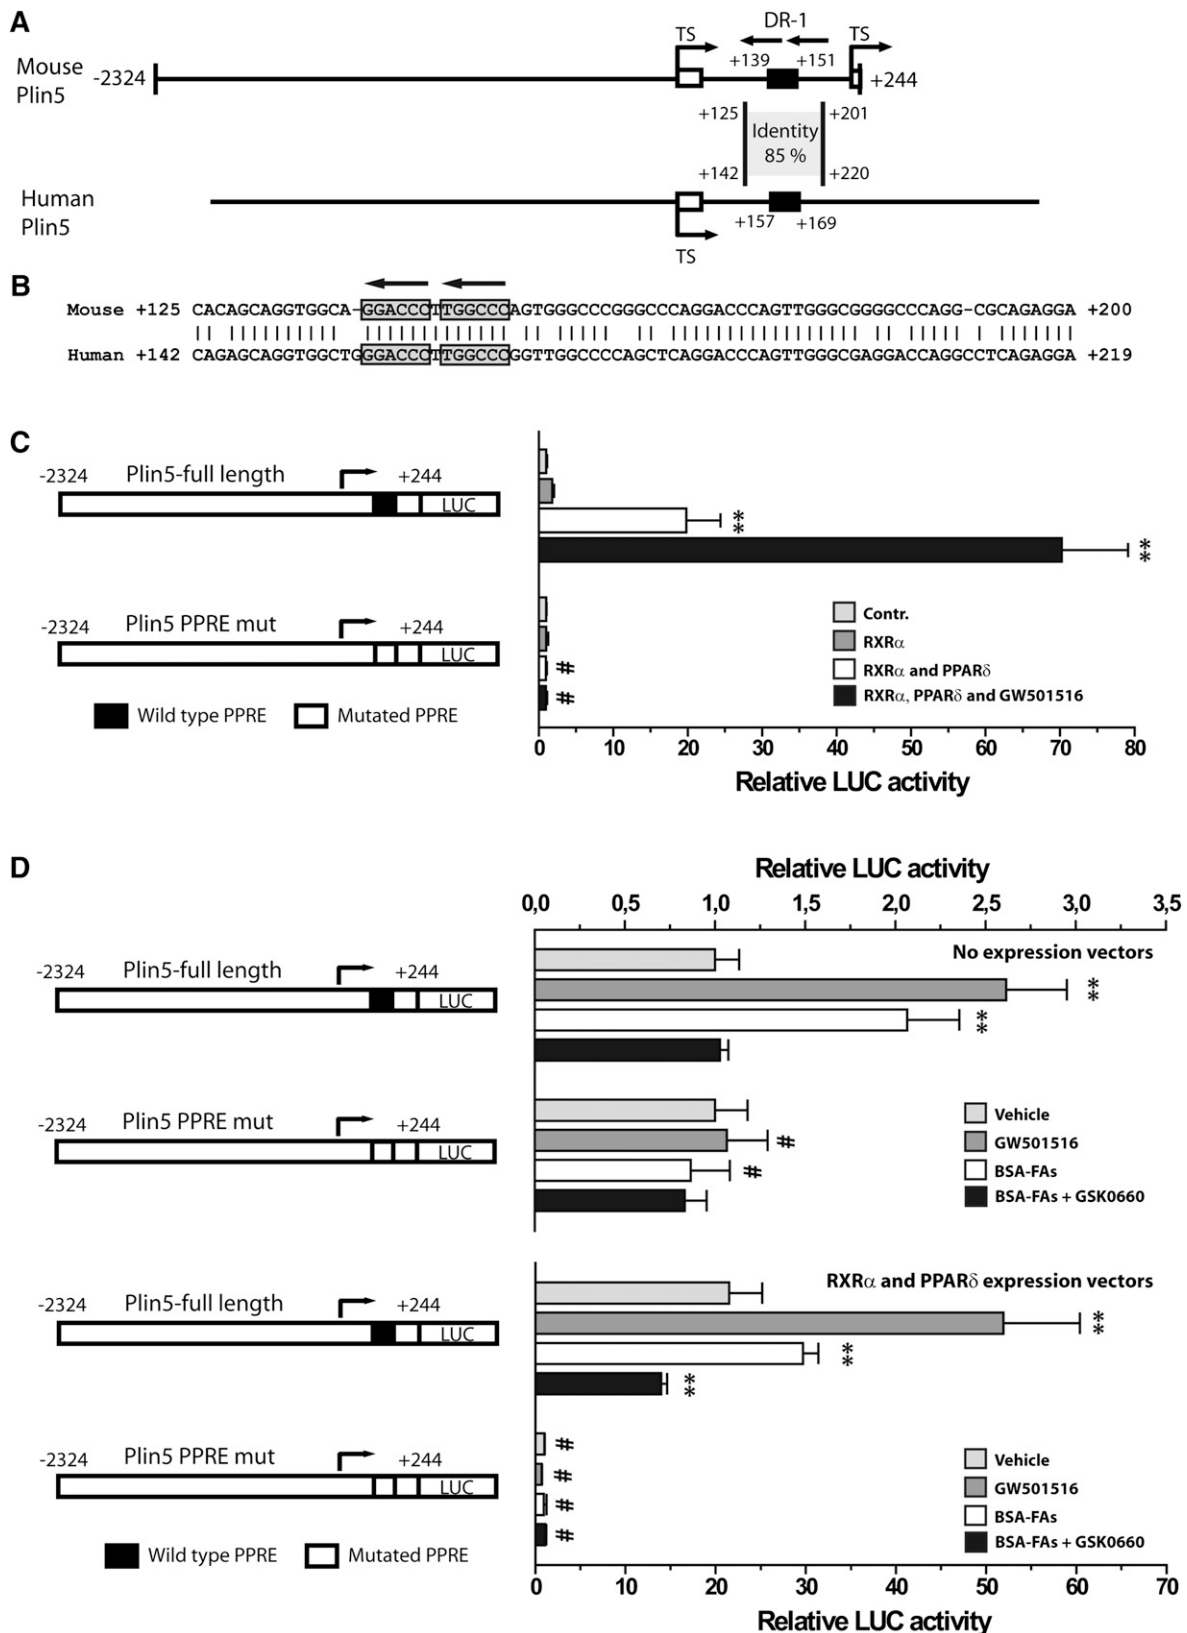 A
Mouse Plin5
-2324
TS
DR-1
TS
+139
+151
+244
+125
+201
Identity 85 %
+142
+220
Human Plin5
+157
+169
TS
B
Mouse +125 CACAGCAGGTGGCA-GGACCCTTGGCCCAGTGGGCCCGGGCCCAGGACCCAGTTGGGCGGGGCCCAGG-CGCAGAGGA +200
Human +142 CAGAGCAGGTGGCTGGGACCCTTGGCCCGGTTGGCCCCAGCTCAGGACCCAGTTGGGCGAGGACCAGGCCTCAGAGGA +219
C
-2324 Plin5-full length +244
LUC
**
**
-2324 Plin5 PPRE mut +244
LUC
#
#
Contr.
RXRα
RXRα and PPARδ
RXRα, PPARδ and GW501516
Wild type PPRE Mutated PPRE
0 10 20 30 40 50 60 70 80
Relative LUC activity
D
Relative LUC activity
0,0 0,5 1,0 1,5 2,0 2,5 3,0 3,5
No expression vectors
-2324 Plin5-full length +244
LUC
**
**
-2324 Plin5 PPRE mut +244
LUC
#
#
Vehicle
GW501516
BSA-FAs
BSA-FAs + GSK0660
RXRα and PPARδ expression vectors
-2324 Plin5-full length +244
LUC
**
**
**
-2324 Plin5 PPRE mut +244
LUC
#
#
#
#
Vehicle
GW501516
BSA-FAs
BSA-FAs + GSK0660
Wild type PPRE Mutated PPRE
0 10 20 30 40 50 60 70
Relative LUC activity